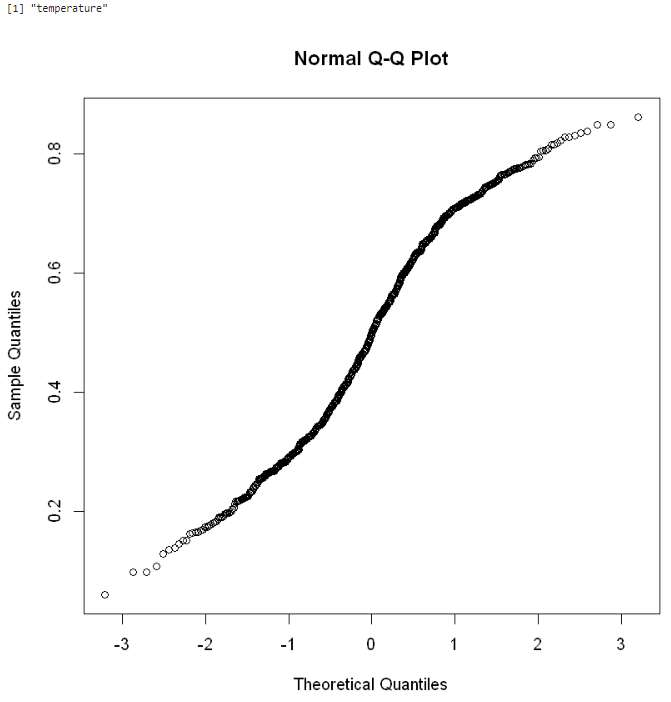 [1] "temperature"
Normal Q-Q Plot
0.8
0.6
0.4
0.2
Sample Quantiles
-3 -2 -1 0 1 2 3
Theoretical Quantiles